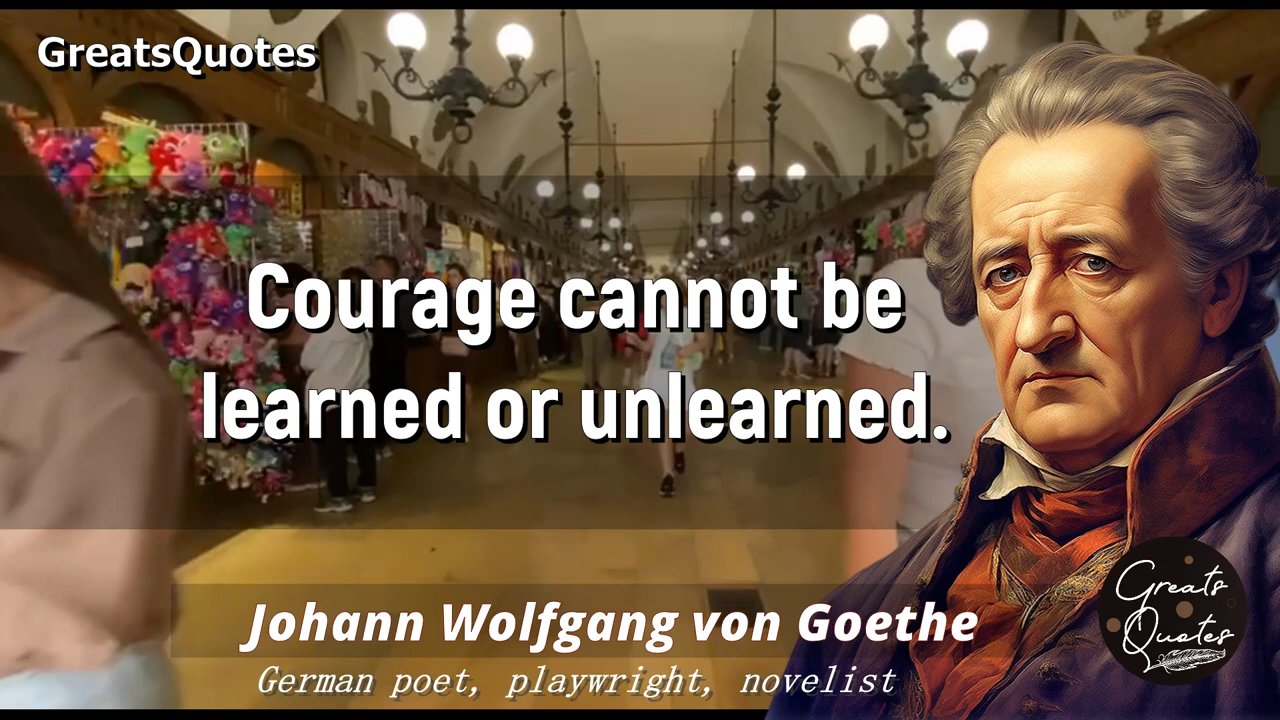 GreatsQuotes
Courage cannot be
learned or unlearned.
Johann Wolfgang von Goethe
German poet, playwright, novelist
Greats
Quotes